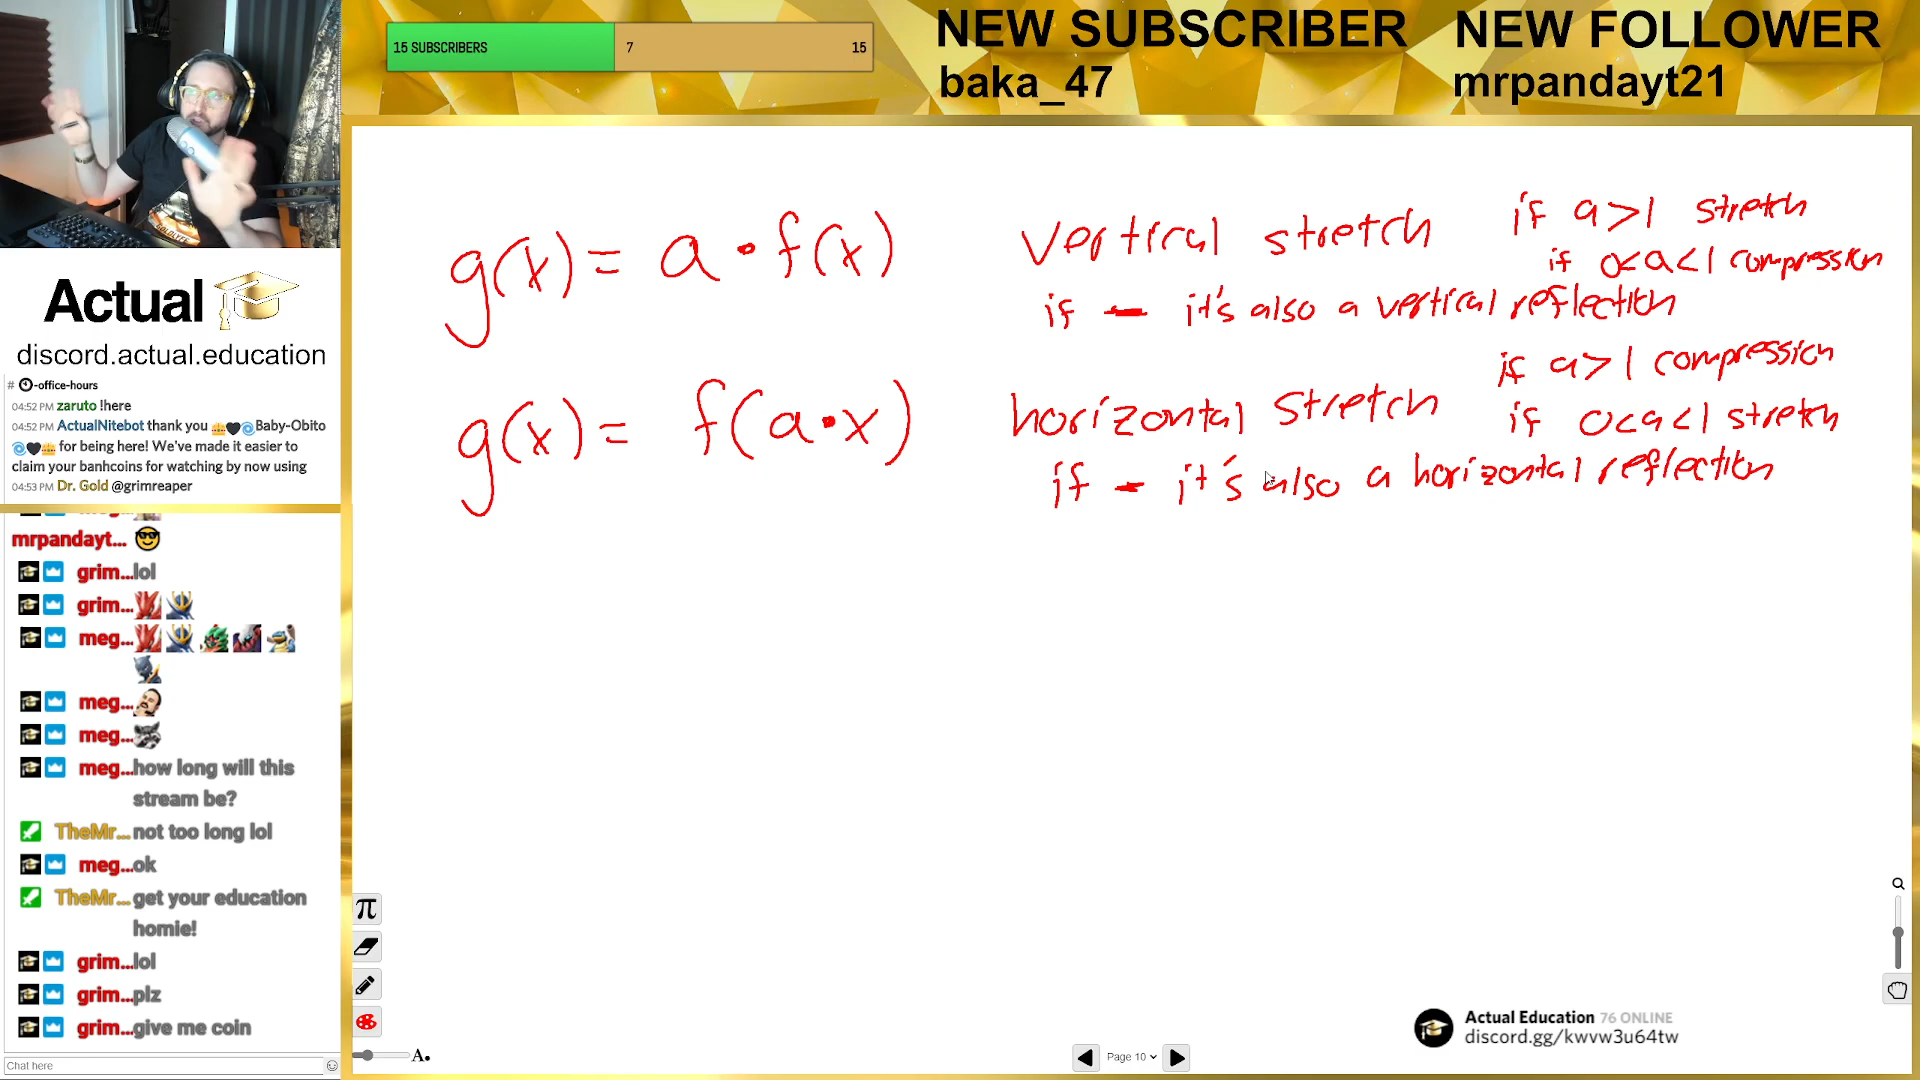 15 SUBSCRIBERS 7 15
NEW SUBSCRIBER
baka_47
NEW FOLLOWER
mrpandayt21
Actual
discord.actual.education
# -office-hours
04:52 PM zaruto !here
04:52 PM ActualNitebot thank you Baby-Obito
for being here! We've made it easier to
claim your banhcoins for watching by now using
04:53 PM Dr. Gold @grimreaper
mrpandayt...
grim...lol
grim...
meg...
meg...
meg...
meg...how long will this
stream be?
TheMr...not too long lol
meg...ok
TheMr...get your education
homie!
grim...lol
grim...plz
grim...give me coin
Chat here
g(x) = a • f(x)
vertical stretch
if a>1 stretch
if 0<a<1 compression
if - it's also a vertical reflection
g(x) = f(a•x)
horizontal stretch
if a>1 compression
if 0<a<1 stretch
if - it's also a horizontal reflection
π
A•
Page 10
Actual Education 76 ONLINE
discord.gg/kwvw3u64tw